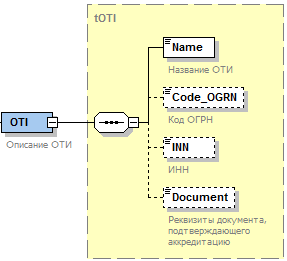 tOTI
Name
Название ОТИ
Code_OGRN
Код ОГРН
OTI
Описание ОТИ
INN
ИНН
Document
Реквизиты документа,
подтверждающего
аккредитацию